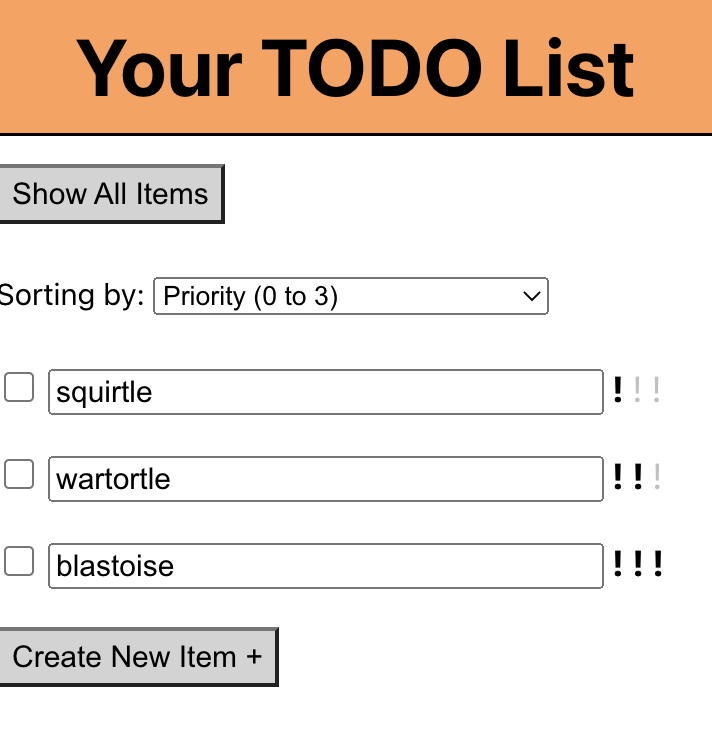 Your TODO List
Show All Items
Sorting by: Priority (0 to 3)
squirtle !!!
wartortle !!!
blastoise !!!
Create New Item +